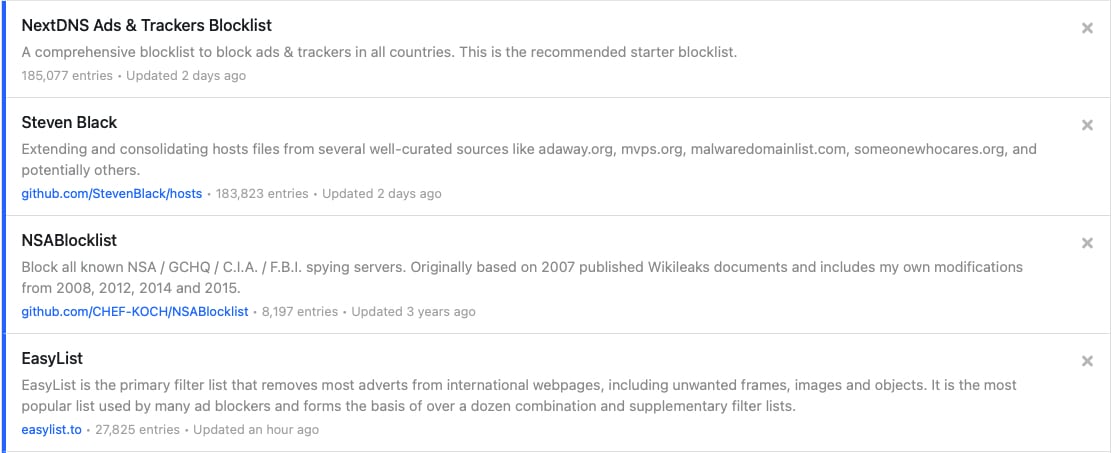 NextDNS Ads & Trackers Blocklist
A comprehensive blocklist to block ads & trackers in all countries. This is the recommended starter blocklist.
185,077 entries • Updated 2 days ago
Steven Black
Extending and consolidating hosts files from several well-curated sources like adaway.org, mvps.org, malwaredomainlist.com, someonewhocares.org, and
potentially others.
github.com/StevenBlack/hosts • 183,823 entries • Updated 2 days ago
NSABlocklist
Block all known NSA / GCHQ / C.I.A. / F.B.I. spying servers. Originally based on 2007 published Wikileaks documents and includes my own modifications
from 2008, 2012, 2014 and 2015.
github.com/CHEF-KOCH/NSABlocklist • 8,197 entries • Updated 3 years ago
EasyList
EasyList is the primary filter list that removes most adverts from international webpages, including unwanted frames, images and objects. It is the most
popular list used by many ad blockers and forms the basis of over a dozen combination and supplementary filter lists.
easylist.to • 27,825 entries • Updated an hour ago